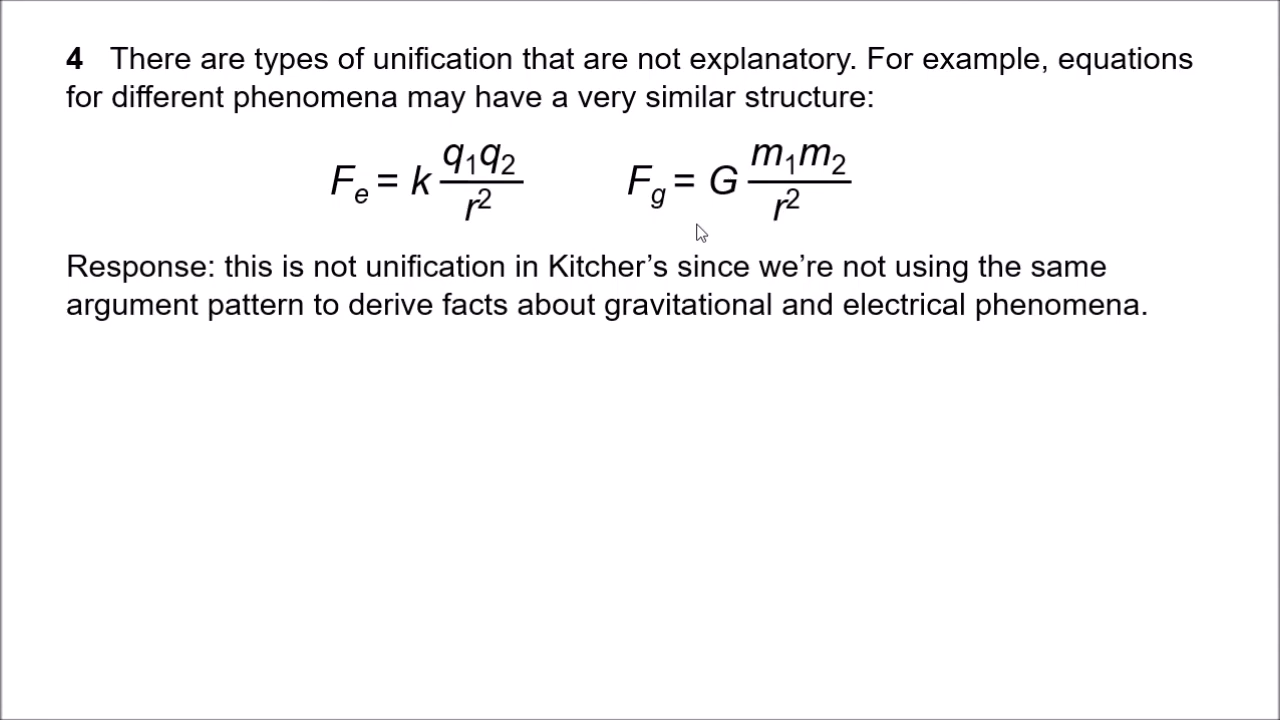 4 There are types of unification that are not explanatory. For example, equations
for different phenomena may have a very similar structure:
Fₑ = k q₁q₂ / r² F_g = G m₁m₂ / r²
Response: this is not unification in Kitcher’s since we’re not using the same
argument pattern to derive facts about gravitational and electrical phenomena.